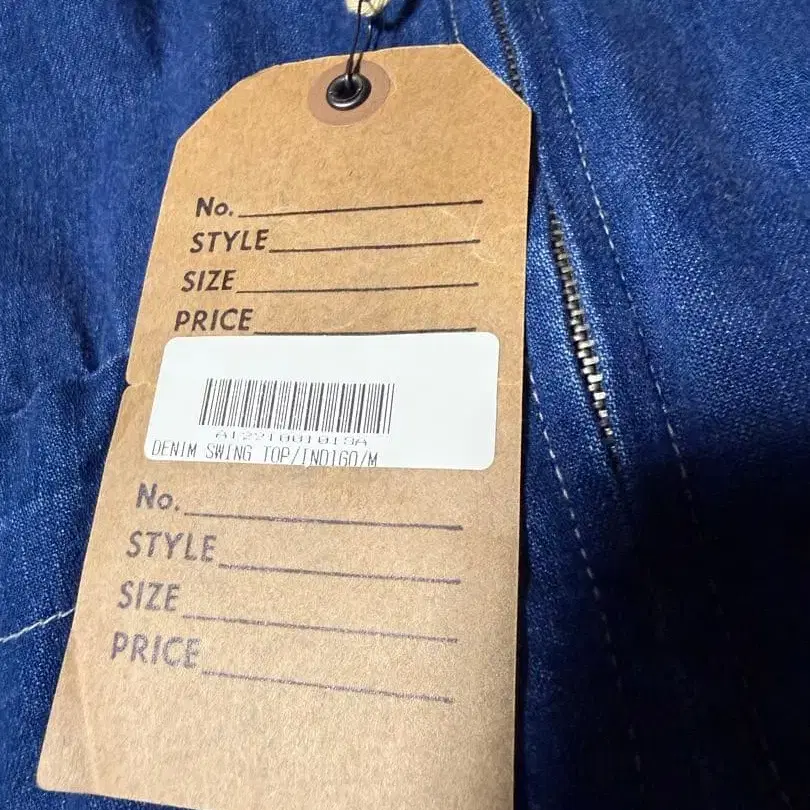 No.
STYLE
SIZE
PRICE
DENIM SWING TOP/INDIGO/M
No.
STYLE
SIZE
PRICE